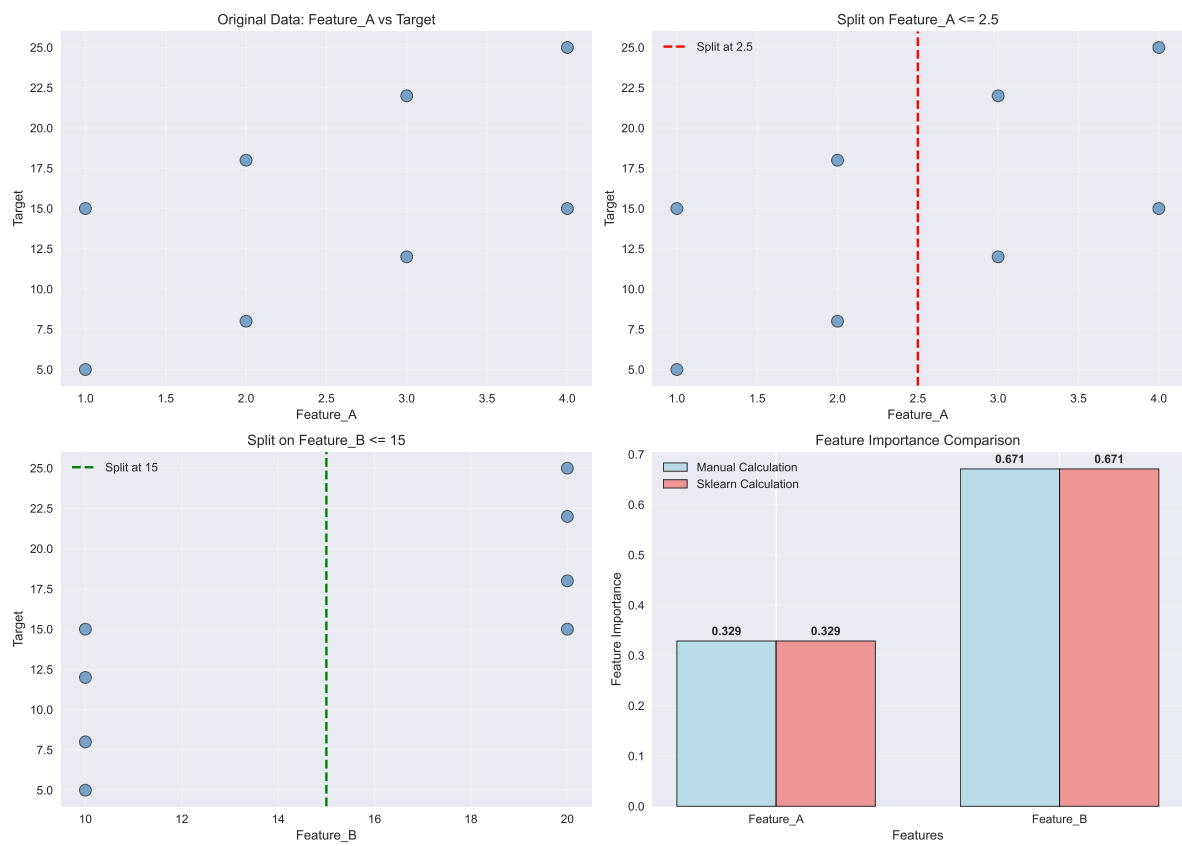 Original Data: Feature_A vs Target
25.0
22.5
20.0
17.5
15.0
12.5
10.0
7.5
5.0
Target
1.0 1.5 2.0 2.5 3.0 3.5 4.0
Feature_A
Split on Feature_A <= 2.5
Split at 2.5
25.0
22.5
20.0
17.5
15.0
12.5
10.0
7.5
5.0
Target
1.0 1.5 2.0 2.5 3.0 3.5 4.0
Feature_A
Split on Feature_B <= 15
Split at 15
25.0
22.5
20.0
17.5
15.0
12.5
10.0
7.5
5.0
Target
10 12 14 16 18 20
Feature_B
Feature Importance Comparison
Manual Calculation
Sklearn Calculation
0.671 0.671
0.329 0.329
0.7
0.6
0.5
0.4
0.3
0.2
0.1
0.0
Feature Importance
Feature_A Feature_B
Features